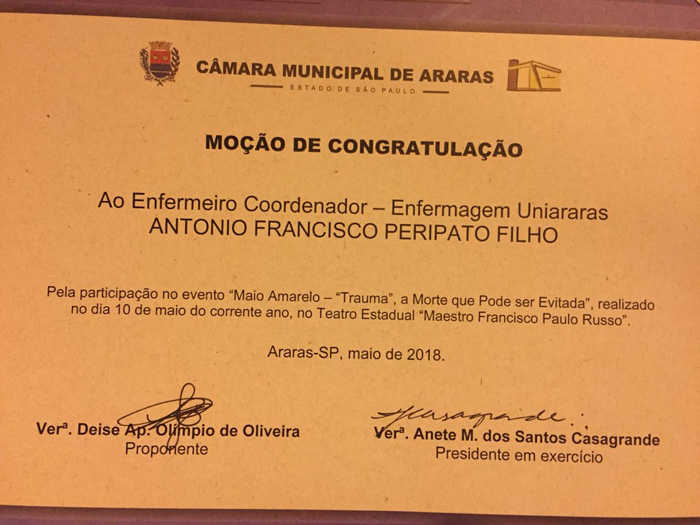 CÂMARA MUNICIPAL DE ARARAS
ESTADO DE SÃO PAULO
MOÇÃO DE CONGRATULAÇÃO
Ao Enfermeiro Coordenador – Enfermagem Uniararas
ANTONIO FRANCISCO PERIPATO FILHO
Pela participação no evento “Maio Amarelo – “Trauma”, a Morte que Pode ser Evitada”, realizado
no dia 10 de maio do corrente ano, no Teatro Estadual “Maestro Francisco Paulo Russo”.
Araras-SP, maio de 2018.
Verª. Deise Ap. Olímpio de Oliveira
Proponente
Verª. Anete M. dos Santos Casagrande
Presidente em exercício